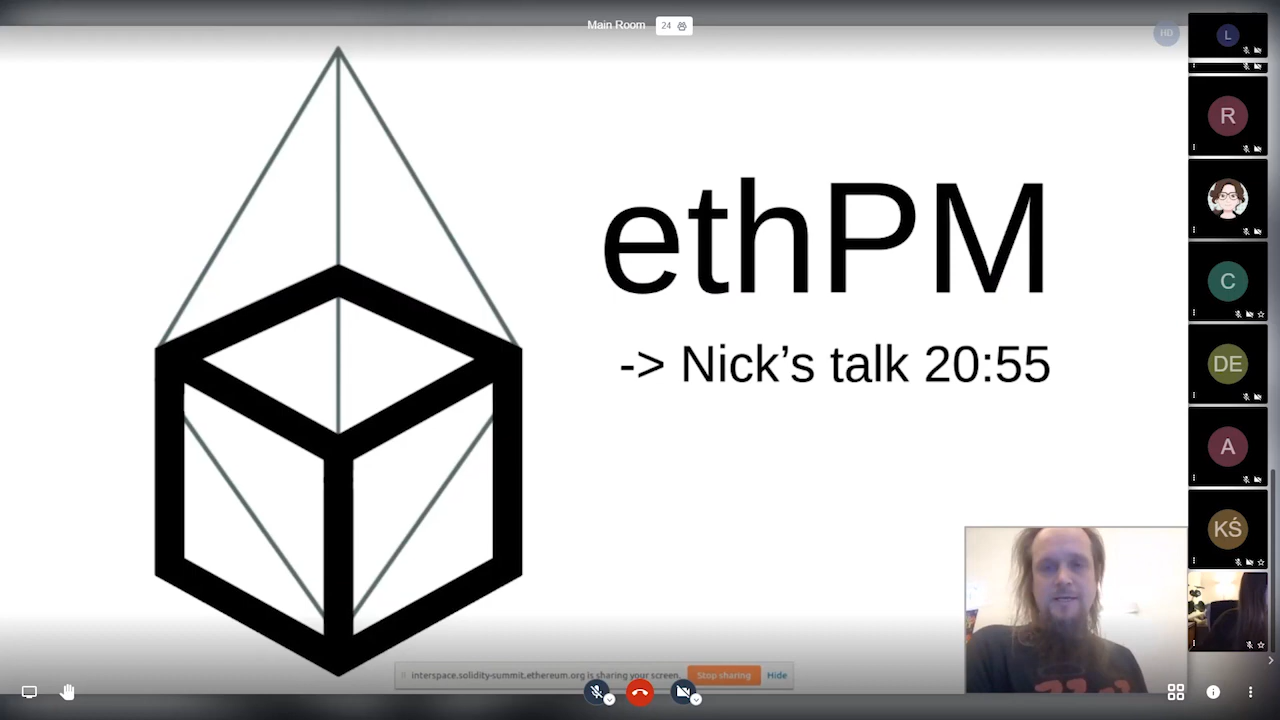 Main Room 24
HD
L
R
ethPM
C
-> Nick's talk 20:55
DE
A
KŚ
interspace.solidity-summit.ethereum.org is sharing your screen.
Stop sharing
Hide